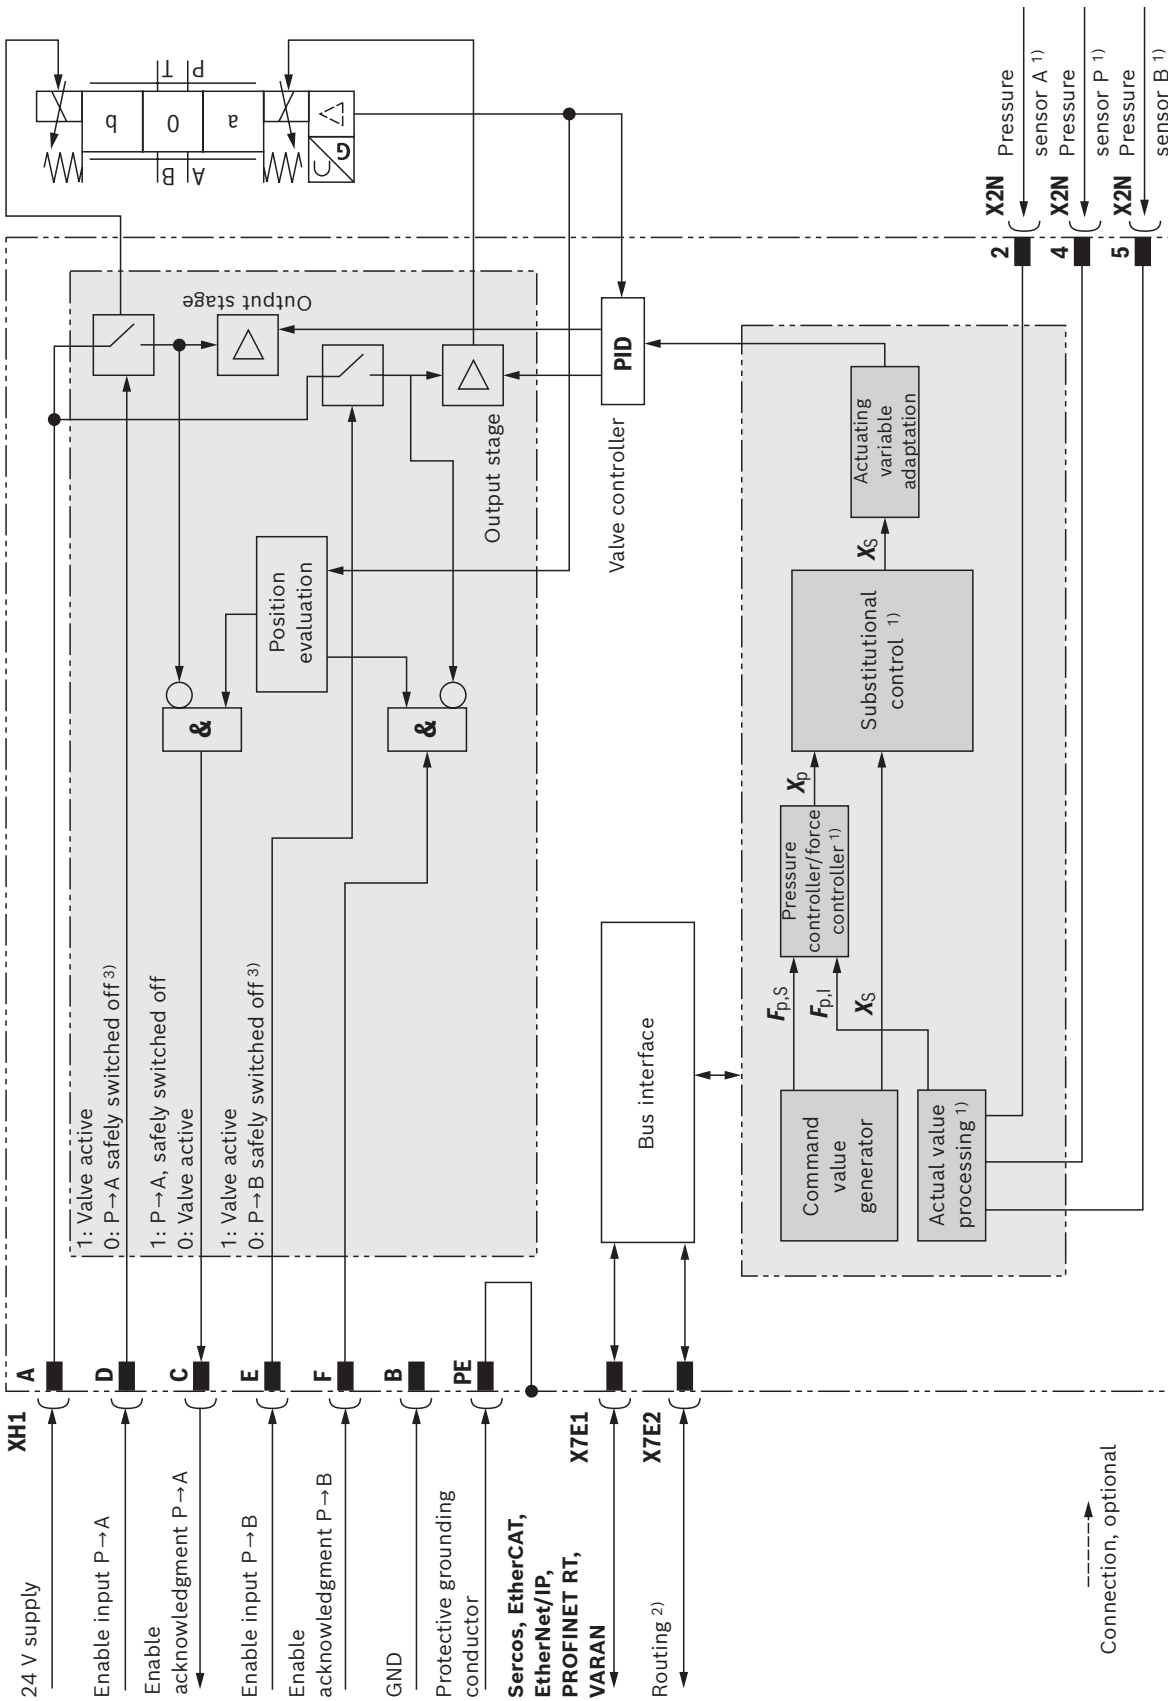 XH1
24 V supply
A
Enable input P→A
D
1: Valve active
0: P→A safely switched off 3)
Enable
acknowledgment P→A
C
1: P→A, safely switched off
0: Valve active
Enable input P→B
E
1: Valve active
0: P→B safely switched off 3)
Enable
acknowledgment P→B
F
GND
B
Protective grounding
conductor
PE
Sercos, EtherCAT,
EtherNet/IP,
PROFINET RT,
VARAN
X7E1
Routing 2)
X7E2
Connection, optional
&
&
Position
evaluation
Output stage
Output stage
PID
Valve controller
b
0
a
T
P
B
A
G
U
Bus interface
Command
value
generator
Actual value
processing 1)
Fp,S
Fp,I
XS
Pressure
controller/force
controller 1)
Xp
Substitutional
control 1)
XS
Actuating
variable
adaptation
2
X2N
Pressure
sensor A 1)
4
X2N
Pressure
sensor P 1)
5
X2N
Pressure
sensor B 1)